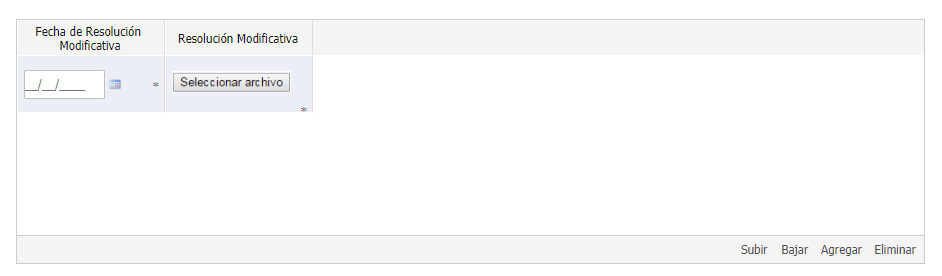 Fecha de Resolución
Modificativa
Resolución Modificativa
__/__/____ *
Seleccionar archivo
*
Subir Bajar Agregar Eliminar